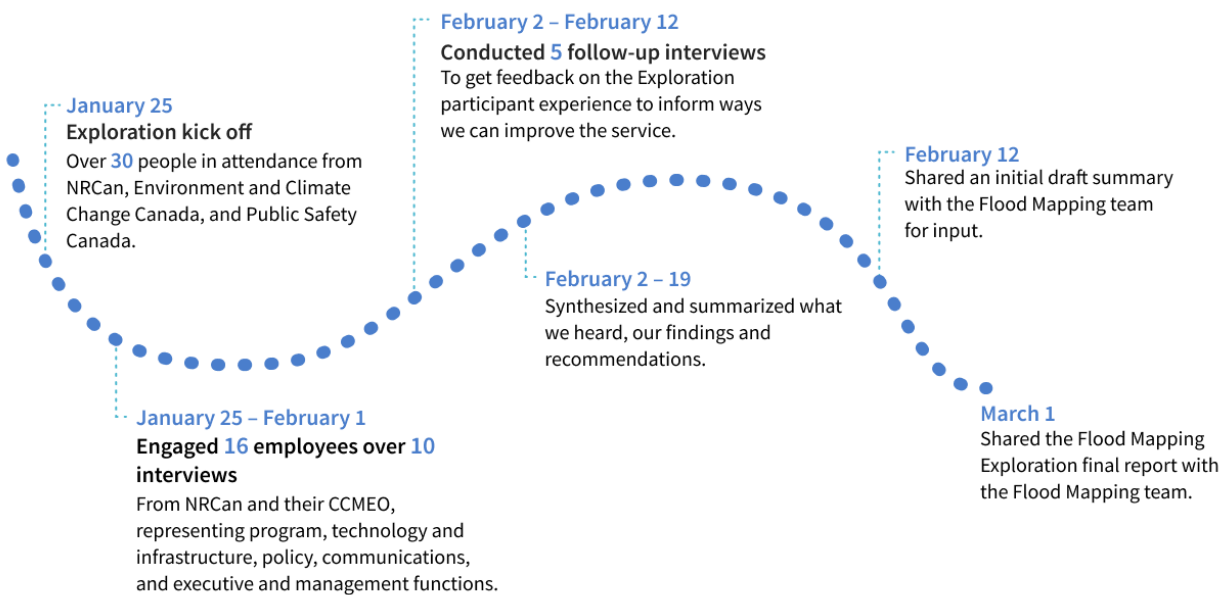 January 25
Exploration kick off
Over 30 people in attendance from
NRCan, Environment and Climate
Change Canada, and Public Safety
Canada.
January 25 – February 1
Engaged 16 employees over 10
interviews
From NRCan and their CCMEO,
representing program, technology and
infrastructure, policy, communications,
and executive and management functions.
February 2 – February 12
Conducted 5 follow-up interviews
To get feedback on the Exploration
participant experience to inform ways
we can improve the service.
February 2 – 19
Synthesized and summarized what
we heard, our findings and
recommendations.
February 12
Shared an initial draft summary
with the Flood Mapping team
for input.
March 1
Shared the Flood Mapping
Exploration final report with
the Flood Mapping team.